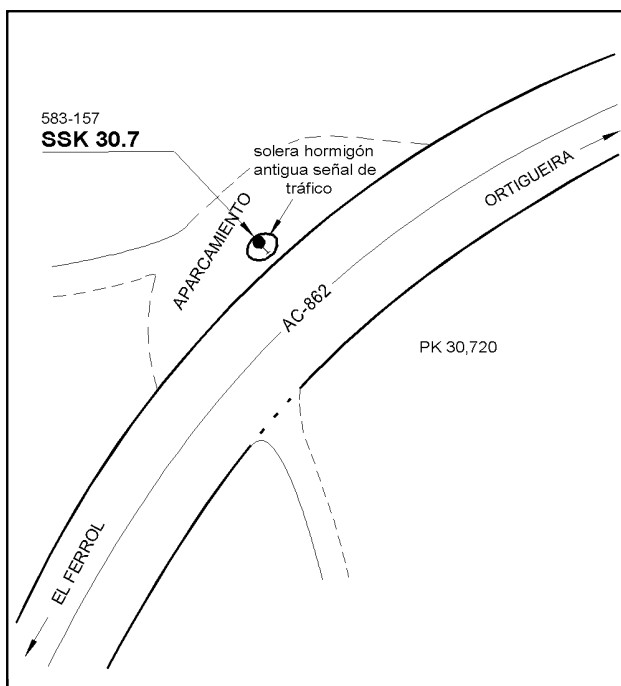 583-157
SSK 30.7
solera hormigón
antigua señal de
tráfico
APARCAMIENTO
ORTIGUEIRA
AC-862
PK 30,720
EL FERROL